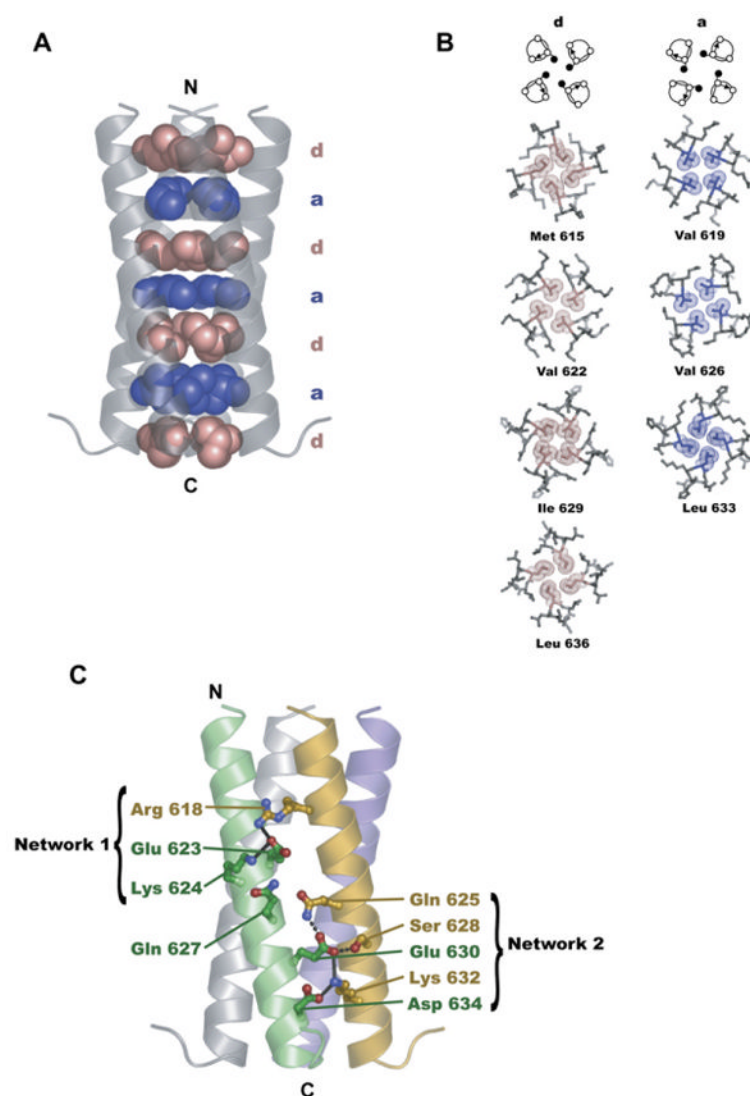 A
N
d
a
d
a
d
a
d
C
B
d a
Met 615 Val 619
Val 622 Val 626
Ile 629 Leu 633
Leu 636
C
N
Arg 618
Network 1
Glu 623
Lys 624
Gln 627
Gln 625
Ser 628
Network 2
Glu 630
Lys 632
Asp 634
C